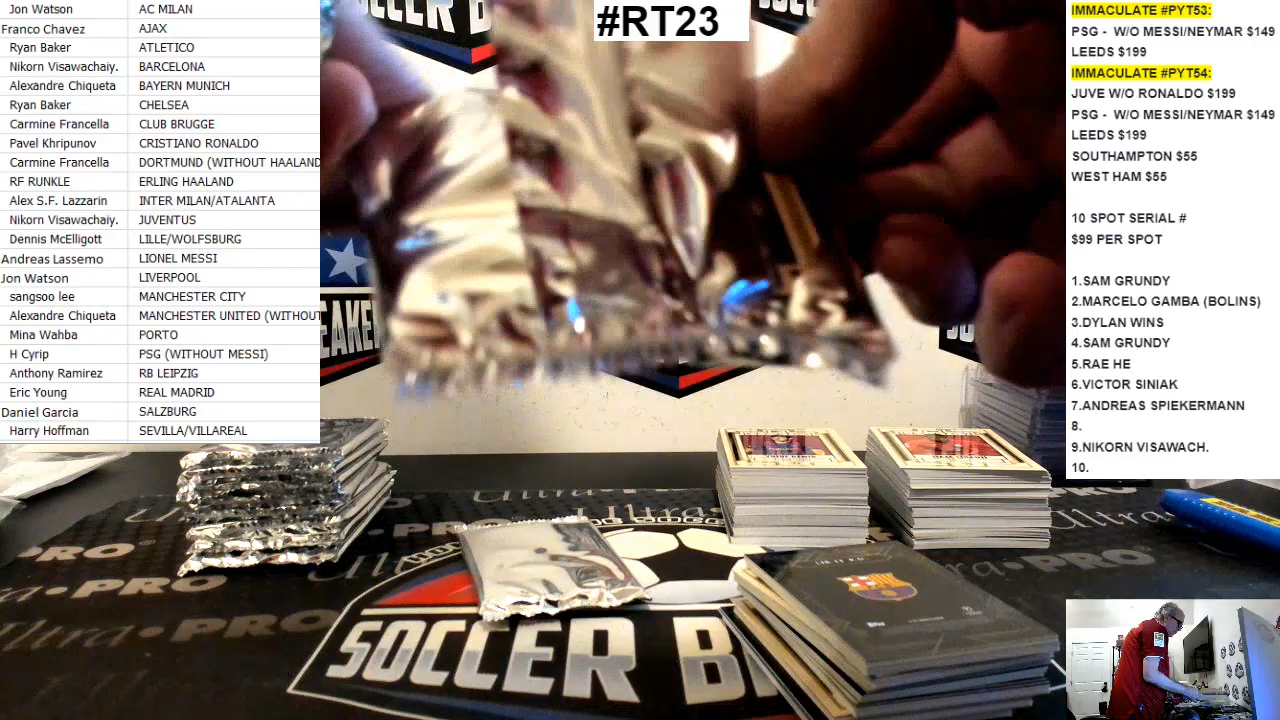 Jon Watson AC MILAN
Franco Chavez AJAX
Ryan Baker ATLETICO
Nikorn Visawachaiy. BARCELONA
Alexandre Chiqueta BAYERN MUNICH
Ryan Baker CHELSEA
Carmine Francella CLUB BRUGGE
Pavel Khripunov CRISTIANO RONALDO
Carmine Francella DORTMUND (WITHOUT HAALAND
RF RUNKLE ERLING HAALAND
Alex S.F. Lazzarin INTER MILAN/ATALANTA
Nikorn Visawachaiy. JUVENTUS
Dennis McElligott LILLE/WOLFSBURG
Andreas Lassemo LIONEL MESSI
Jon Watson LIVERPOOL
sangsoo lee MANCHESTER CITY
Alexandre Chiqueta MANCHESTER UNITED (WITHOUT
Mina Wahba PORTO
H Cyrip PSG (WITHOUT MESSI)
Anthony Ramirez RB LEIPZIG
Eric Young REAL MADRID
Daniel Garcia SALZBURG
Harry Hoffman SEVILLA/VILLAREAL
#RT23
IMMACULATE #PYT53:
PSG - W/O MESSI/NEYMAR $149
LEEDS $199
IMMACULATE #PYT54:
JUVE W/O RONALDO $199
PSG - W/O MESSI/NEYMAR $149
LEEDS $199
SOUTHAMPTON $55
WEST HAM $55
10 SPOT SERIAL #
$99 PER SPOT
1.SAM GRUNDY
2.MARCELO GAMBA (BOLINS)
3.DYLAN WINS
4.SAM GRUNDY
5.RAE HE
6.VICTOR SINIAK
7.ANDREAS SPIEKERMANN
8.
9.NIKORN VISAWACH.
10.
SOCCER B
EAKER
Ultra
PRO
Ultra PRO
SOCCER B